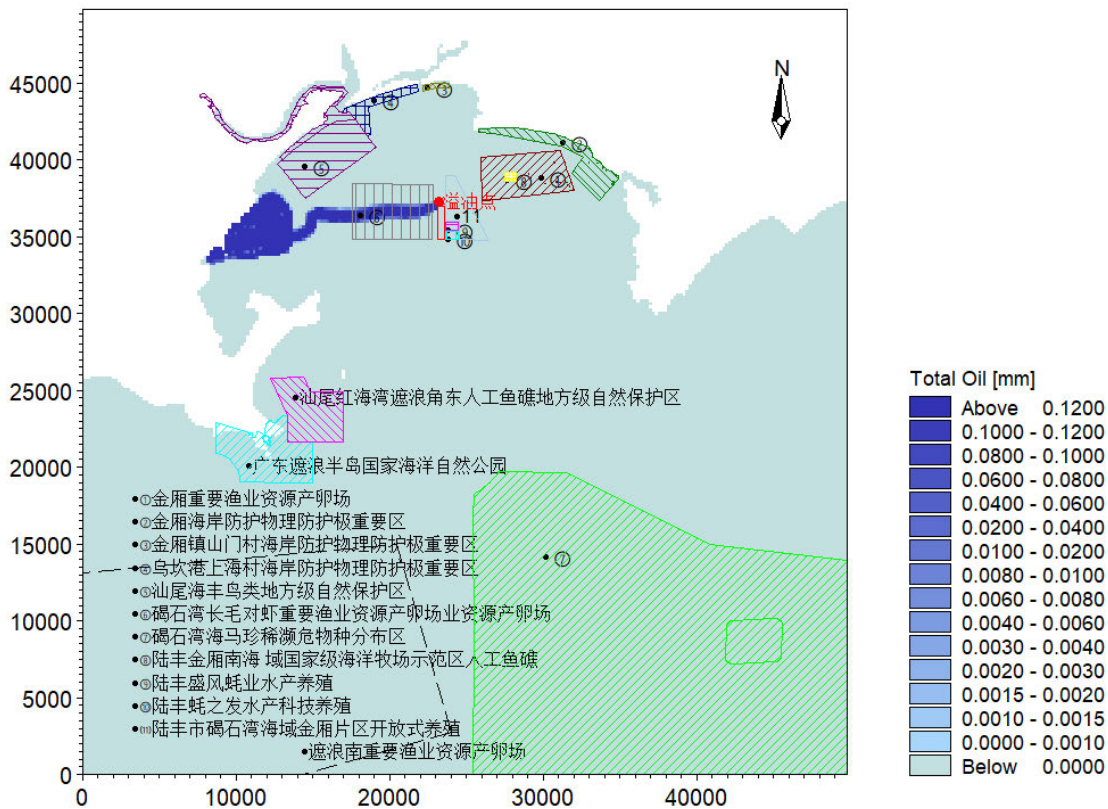 N
45000
③
④
40000
②
⑤
⑧
④
溢油点
11
⑥
35000
⑨
⑩
30000
25000
汕尾红海湾遮浪角东人工鱼礁地方级自然保护区
20000
广东遮浪半岛国家海洋自然公园
①金厢重要渔业资源产卵场
②金厢海岸防护物理防护极重要区
15000
③金厢镇山门村海岸防护物理防护极重要区
④乌坎港上海村海岸防护物理防护极重要区
⑦
⑤汕尾海丰鸟类地方级自然保护区
⑥碣石湾长毛对虾重要渔业资源产卵场业资源产卵场
10000
⑦碣石湾海马珍稀濒危物种分布区
⑧陆丰金厢南海 域国家级海洋牧场示范区人工鱼礁
⑨陆丰盛风蚝业水产养殖
5000
⑩陆丰蚝之发水产科技养殖
⑾陆丰市碣石湾海域金厢片区开放式养殖
遮浪南重要渔业资源产卵场
0
0 10000 20000 30000 40000
Total Oil [mm]
Above 0.1200
0.1000 - 0.1200
0.0800 - 0.1000
0.0600 - 0.0800
0.0400 - 0.0600
0.0200 - 0.0400
0.0100 - 0.0200
0.0080 - 0.0100
0.0060 - 0.0080
0.0040 - 0.0060
0.0030 - 0.0040
0.0020 - 0.0030
0.0015 - 0.0020
0.0010 - 0.0015
0.0000 - 0.0010
Below 0.0000